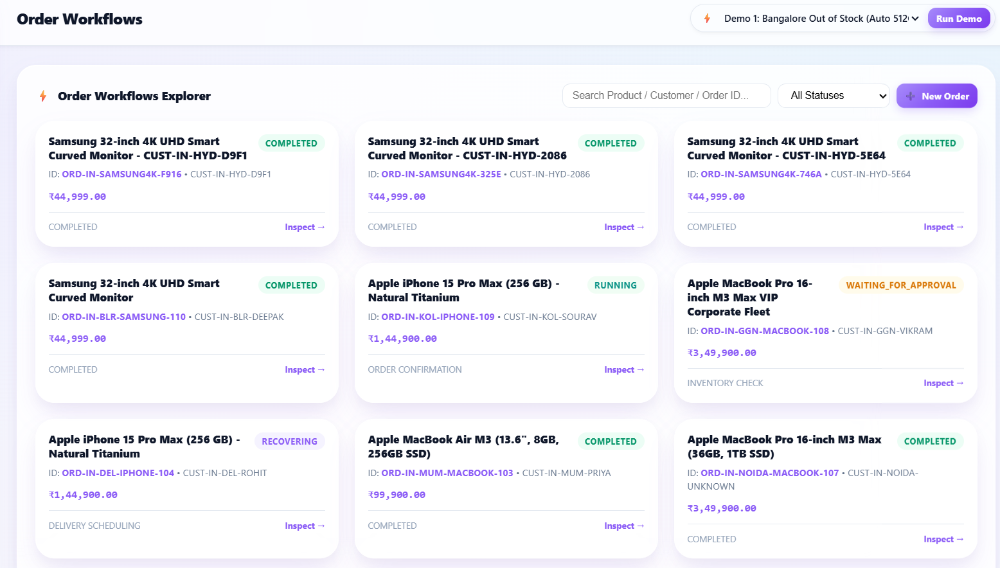 Order Workflows
Demo 1: Bangalore Out of Stock (Auto 512
Run Demo
Order Workflows Explorer
Search Product / Customer / Order ID...
All Statuses
New Order
Samsung 32-inch 4K UHD Smart
Curved Monitor - CUST-IN-HYD-D9F1
COMPLETED
ID: ORD-IN-SAMSUNG4K-F916 • CUST-IN-HYD-D9F1
₹44,999.00
COMPLETED
Inspect →
Samsung 32-inch 4K UHD Smart
Curved Monitor - CUST-IN-HYD-2086
COMPLETED
ID: ORD-IN-SAMSUNG4K-325E • CUST-IN-HYD-2086
₹44,999.00
COMPLETED
Inspect →
Samsung 32-inch 4K UHD Smart
Curved Monitor - CUST-IN-HYD-5E64
COMPLETED
ID: ORD-IN-SAMSUNG4K-746A • CUST-IN-HYD-5E64
₹44,999.00
COMPLETED
Inspect →
Samsung 32-inch 4K UHD Smart
Curved Monitor
COMPLETED
ID: ORD-IN-BLR-SAMSUNG-110 • CUST-IN-BLR-DEEPAK
₹44,999.00
COMPLETED
Inspect →
Apple iPhone 15 Pro Max (256 GB) -
Natural Titanium
RUNNING
ID: ORD-IN-KOL-IPHONE-109 • CUST-IN-KOL-SOURAV
₹1,44,900.00
ORDER CONFIRMATION
Inspect →
Apple MacBook Pro 16-
inch M3 Max VIP
Corporate Fleet
WAITING_FOR_APPROVAL
ID: ORD-IN-GGN-MACBOOK-108 • CUST-IN-GGN-VIKRAM
₹3,49,900.00
INVENTORY CHECK
Inspect →
Apple iPhone 15 Pro Max (256 GB) -
Natural Titanium
RECOVERING
ID: ORD-IN-DEL-IPHONE-104 • CUST-IN-DEL-ROHIT
₹1,44,900.00
DELIVERY SCHEDULING
Inspect →
Apple MacBook Air M3 (13.6", 8GB,
256GB SSD)
COMPLETED
ID: ORD-IN-MUM-MACBOOK-103 • CUST-IN-MUM-PRIYA
₹99,900.00
COMPLETED
Inspect →
Apple MacBook Pro 16-inch M3 Max
(36GB, 1TB SSD)
COMPLETED
ID: ORD-IN-NOIDA-MACBOOK-107 • CUST-IN-NOIDA-
UNKNOWN
₹3,49,900.00
COMPLETED
Inspect →